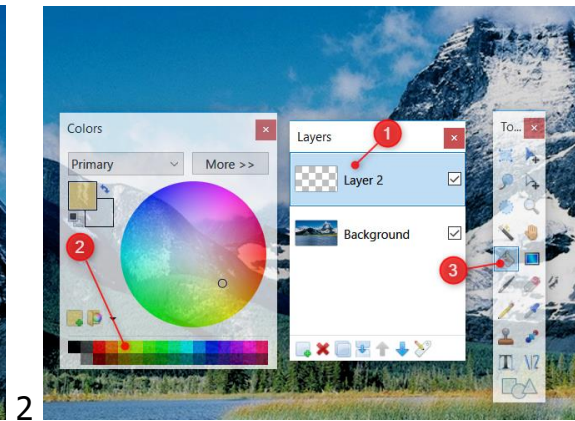 Colors
Primary
More >>
2
Layers
1
Layer 2
Background
To...
3
T
2